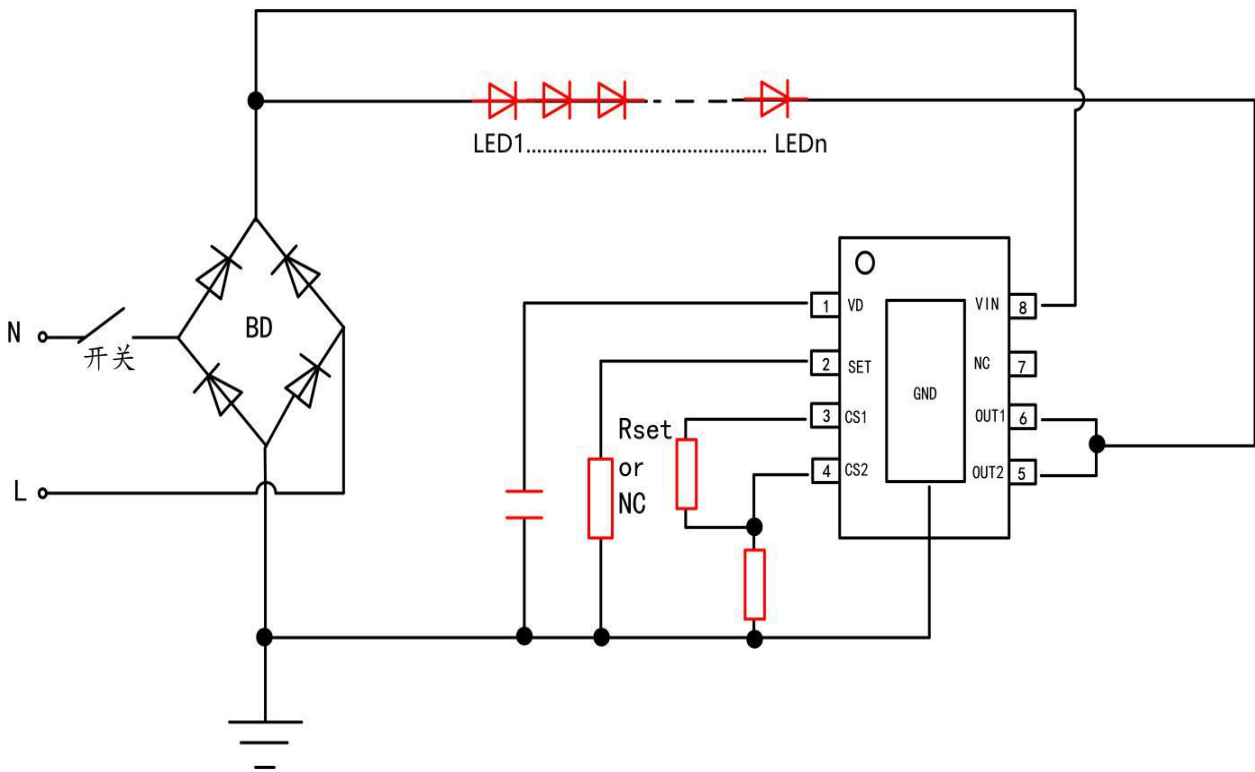 LED1............................................. LEDn
N
开关
BD
L
Rset
or
NC
1 VD
2 SET
3 CS1
4 CS2
GND
VIN 8
NC 7
OUT1 6
OUT2 5